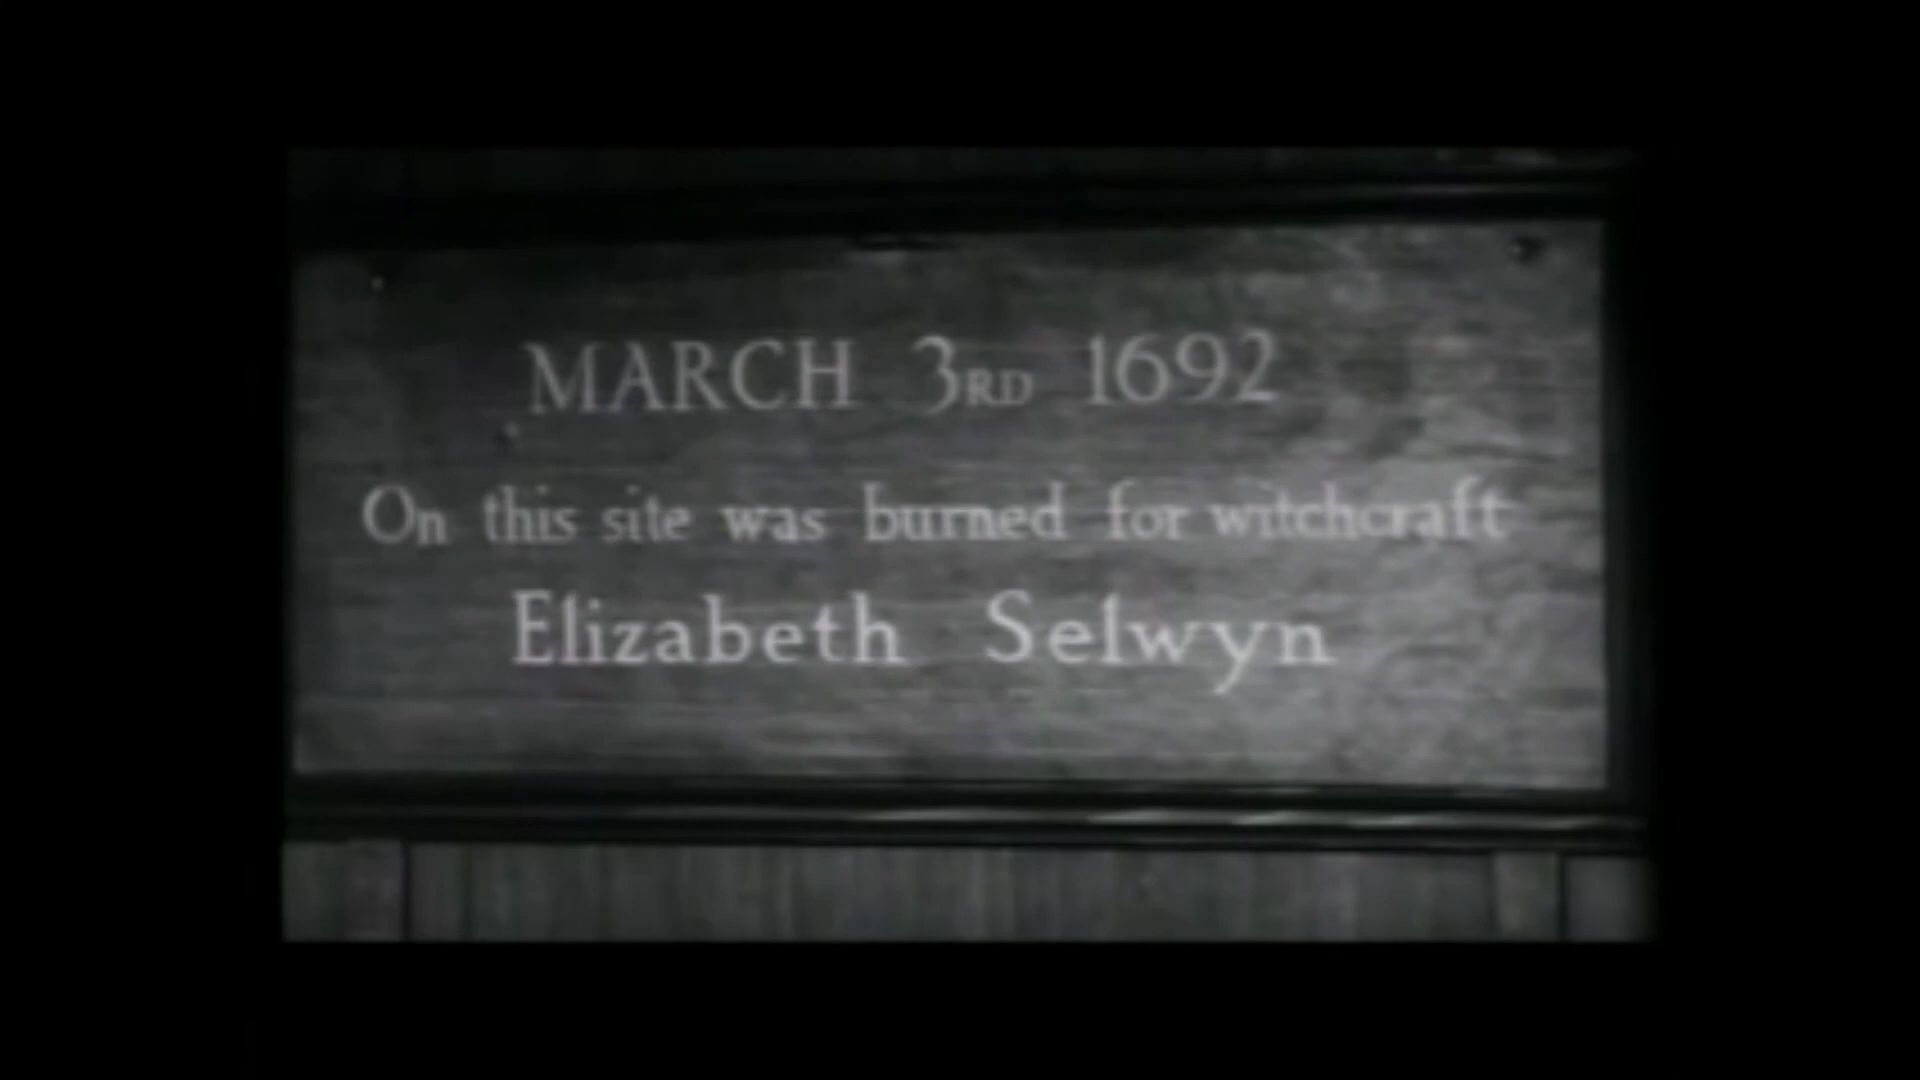 MARCH 3RD 1692
On this site was burned for witchcraft
Elizabeth Selwyn